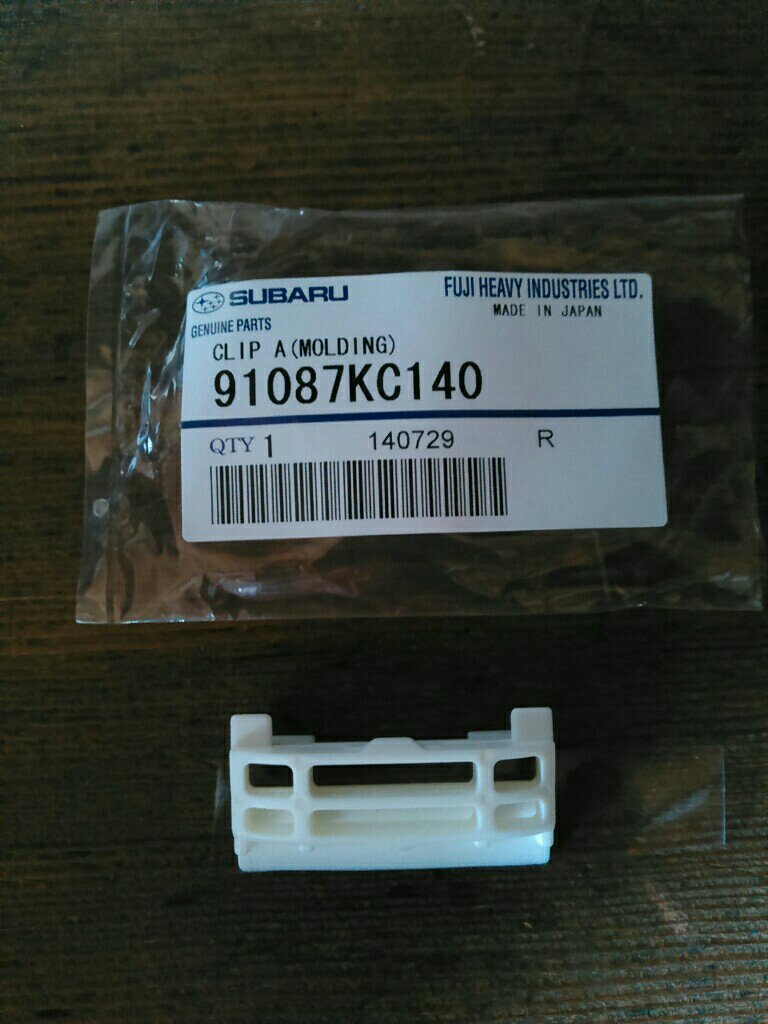 SUBARU
FUJI HEAVY INDUSTRIES LTD.
MADE IN JAPAN
GENUINE PARTS
CLIP A(MOLDING)
91087KC140
QTY 1 140729 R